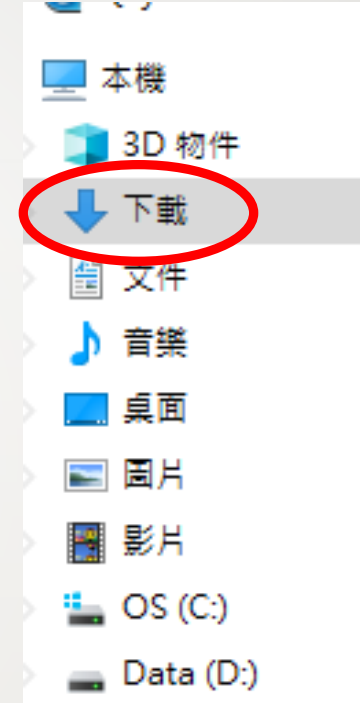 本機
3D 物件
下載
文件
音樂
桌面
圖片
影片
OS (C:)
Data (D:)